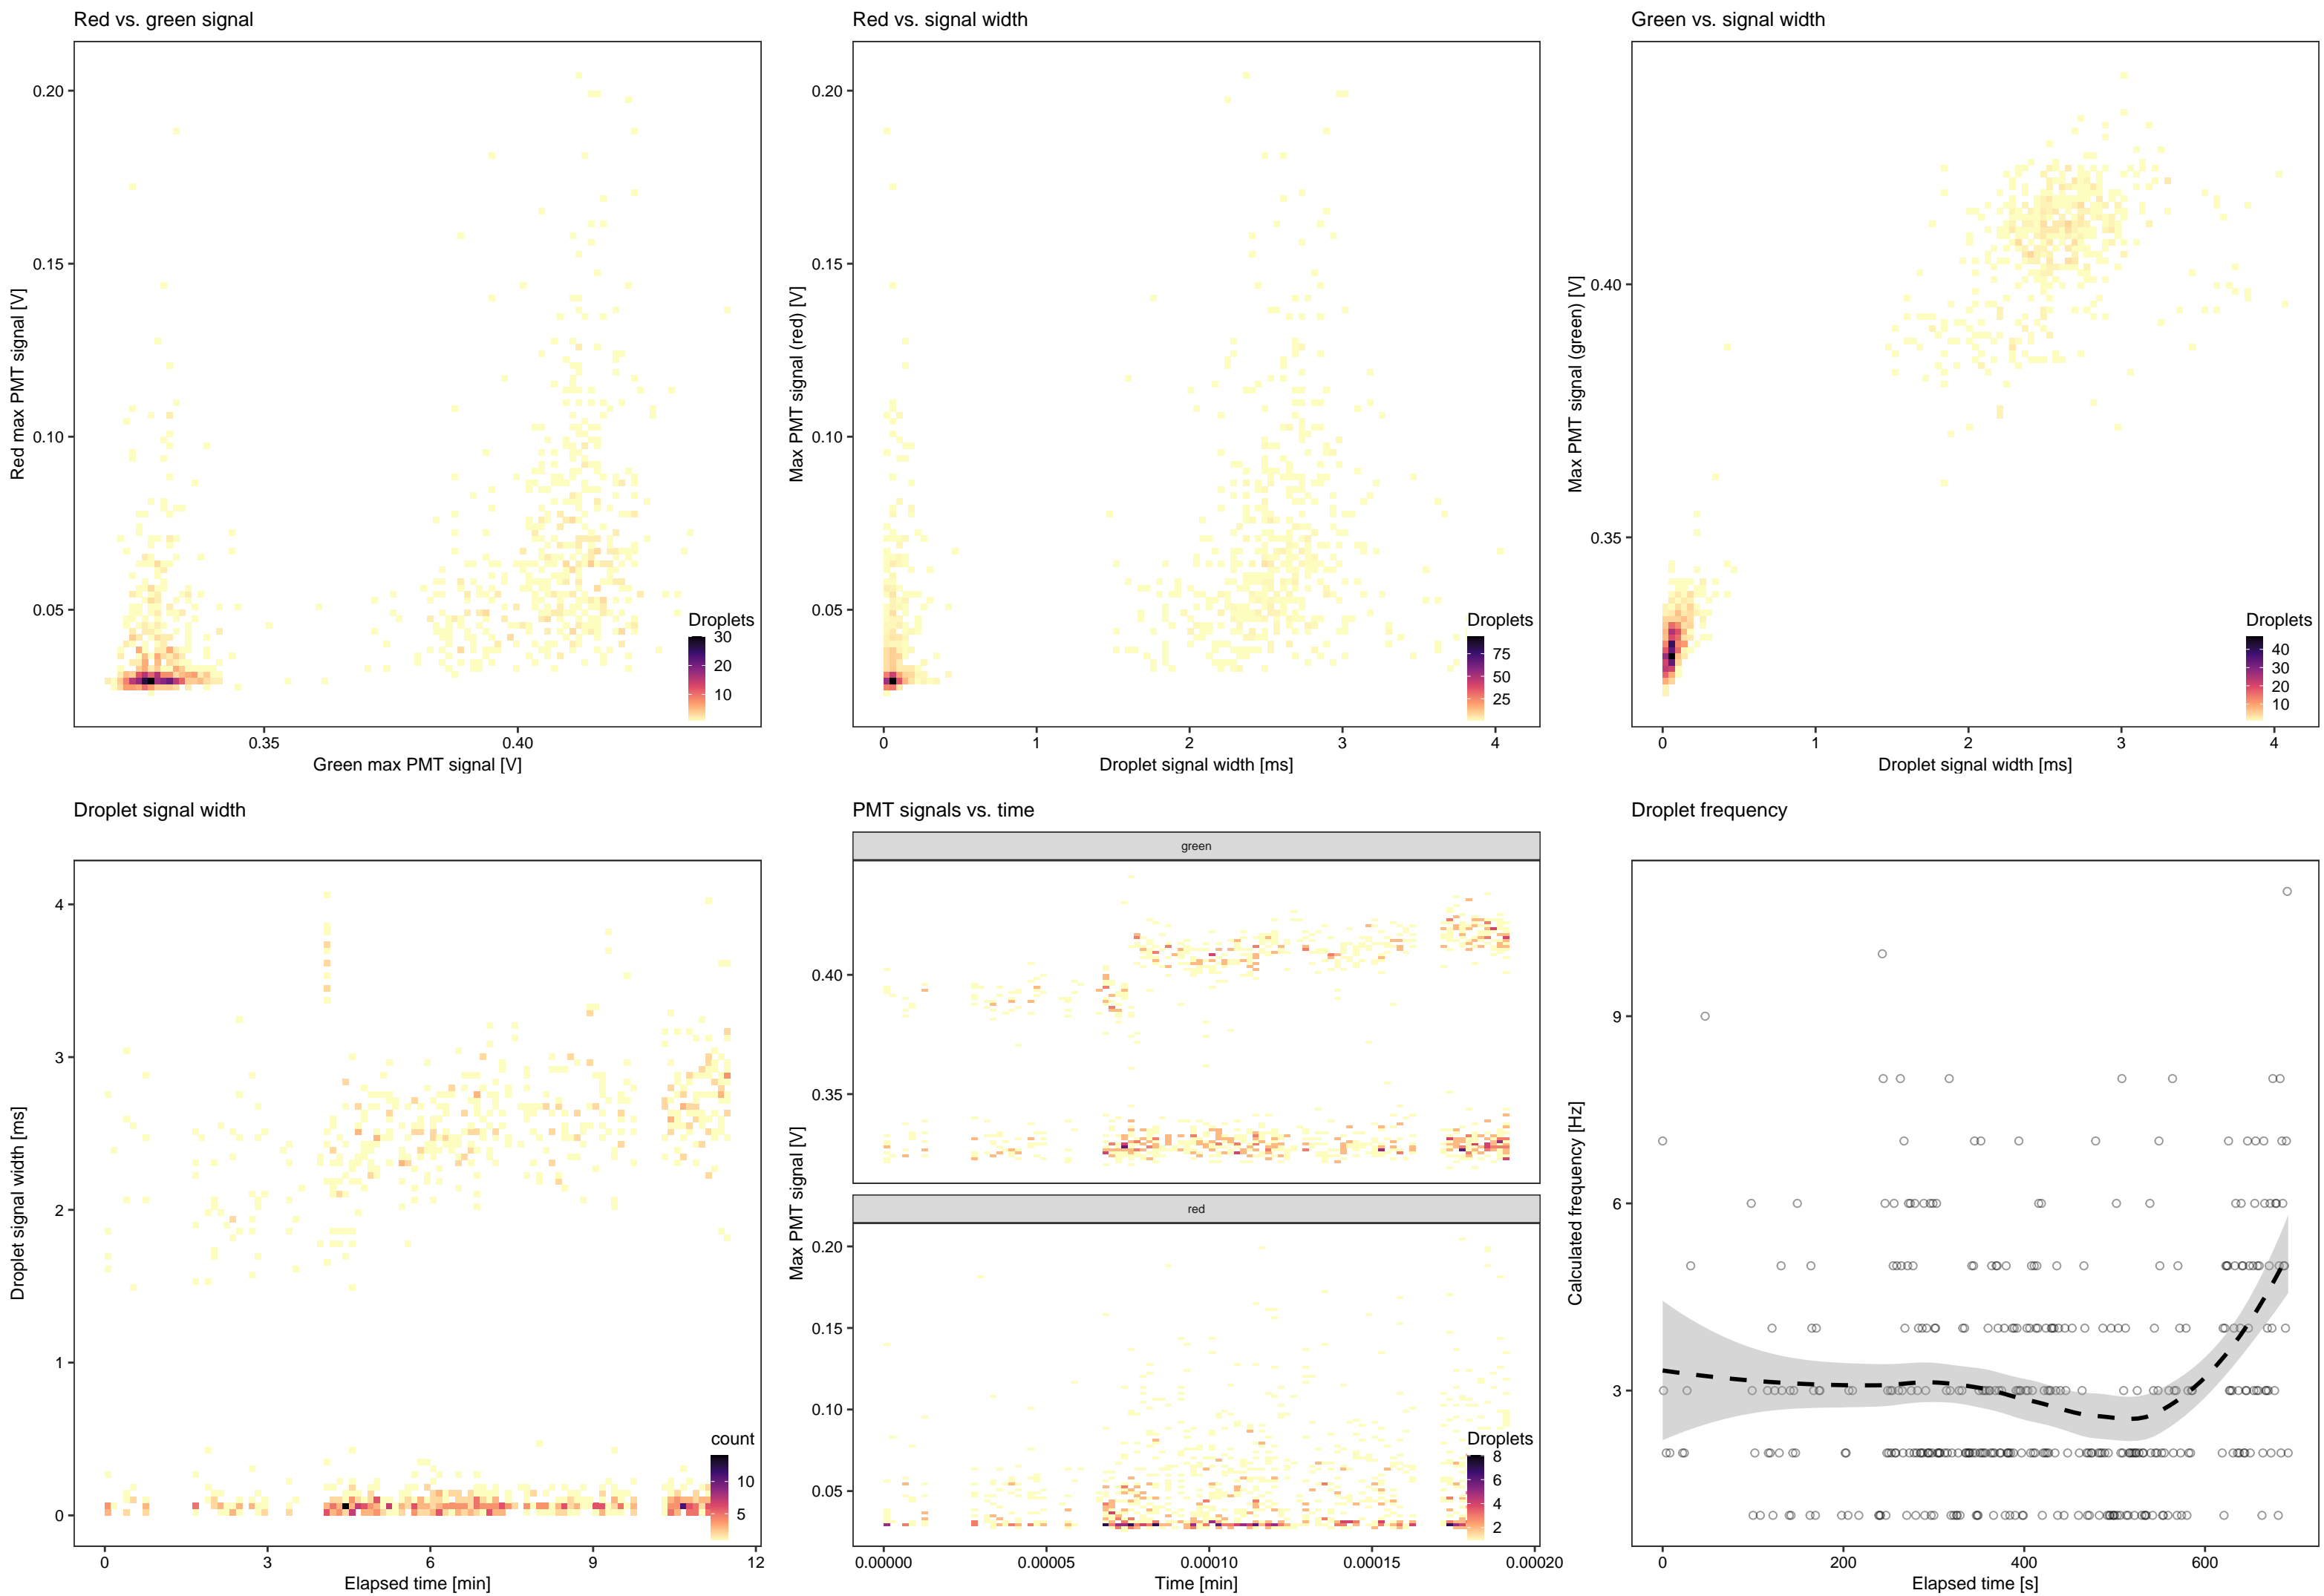 Red vs. green signal
Red max PMT signal [V]
0.20
0.15
0.10
0.05
0.35
0.40
Green max PMT signal [V]
Droplets
30
20
10
Red vs. signal width
Max PMT signal (red) [V]
0.20
0.15
0.10
0.05
0
1
2
3
4
Droplet signal width [ms]
Droplets
75
50
25
Green vs. signal width
Max PMT signal (green) [V]
0.40
0.35
0
1
2
3
4
Droplet signal width [ms]
Droplets
40
30
20
10
Droplet signal width
Droplet signal width [ms]
4
3
2
1
0
0
3
6
9
12
Elapsed time [min]
count
10
5
PMT signals vs. time
Max PMT signal [V]
green
0.40
0.35
red
0.20
0.15
0.10
0.05
0.00000
0.00005
0.00010
0.00015
0.00020
Time [min]
Droplets
8
6
4
2
Droplet frequency
Calculated frequency [Hz]
9
6
3
0
200
400
600
Elapsed time [s]